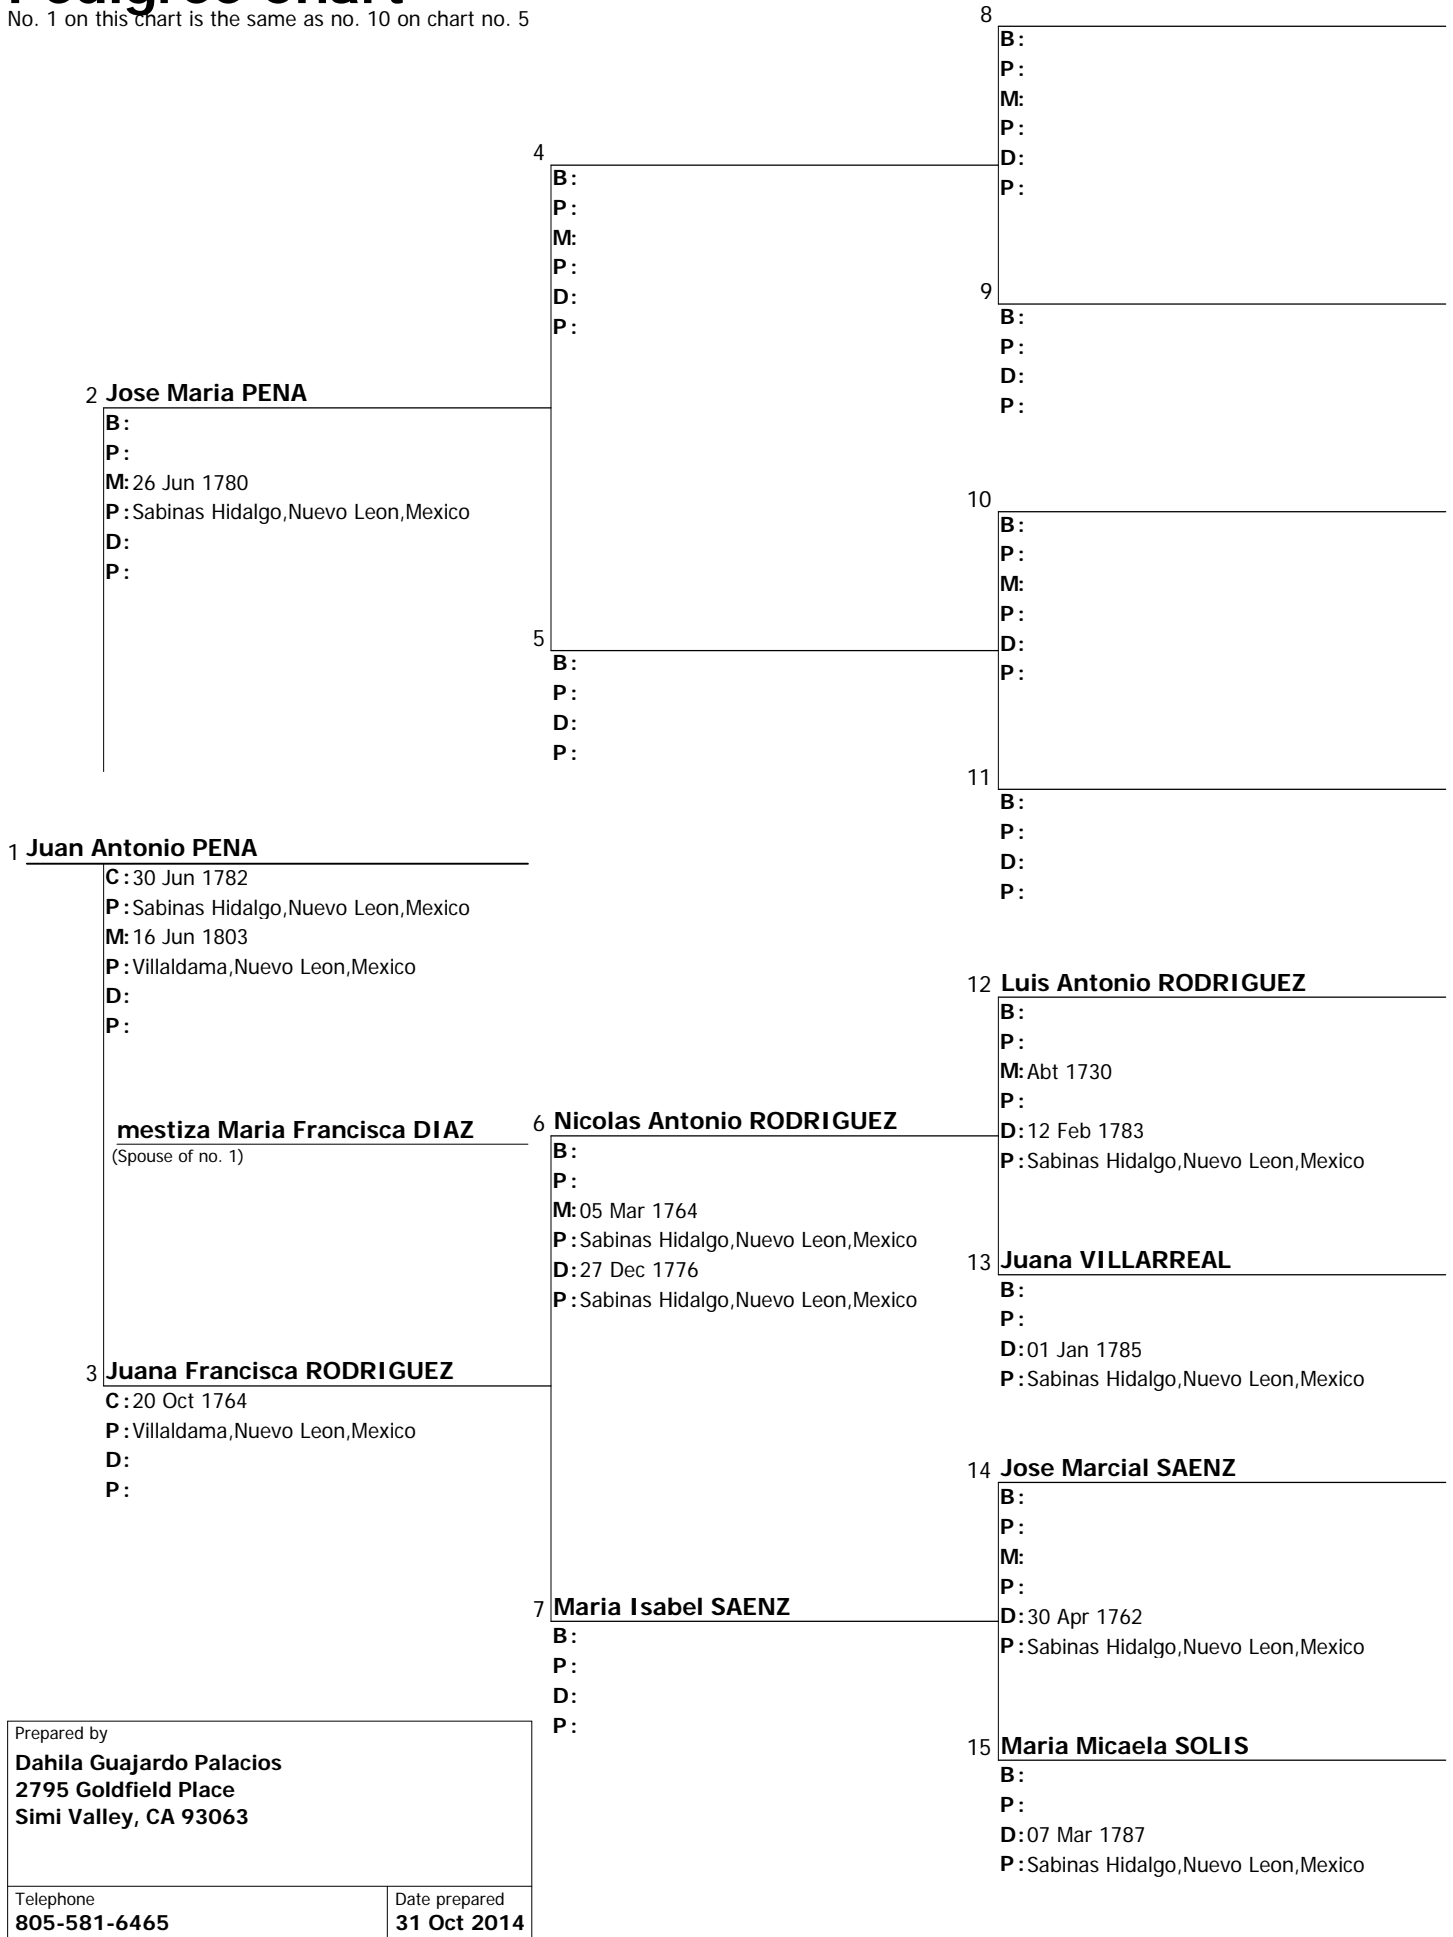 Pedigree Chart
No. 1 on this chart is the same as no. 10 on chart no. 5
8
B:
P:
M:
P:
D:
P:
4
B:
P:
M:
P:
D:
P:
9
B:
P:
D:
P:
2 Jose Maria PENA
B:
P:
M: 26 Jun 1780
P: Sabinas Hidalgo,Nuevo Leon,Mexico
D:
P:
10
B:
P:
M:
P:
D:
P:
5
B:
P:
D:
P:
11
B:
P:
D:
P:
1 Juan Antonio PENA
C: 30 Jun 1782
P: Sabinas Hidalgo,Nuevo Leon,Mexico
M: 16 Jun 1803
P: Villaldama,Nuevo Leon,Mexico
D:
P:
mestiza Maria Francisca DIAZ
(Spouse of no. 1)
12 Luis Antonio RODRIGUEZ
B:
P:
M: Abt 1730
P:
D: 12 Feb 1783
P: Sabinas Hidalgo,Nuevo Leon,Mexico
6 Nicolas Antonio RODRIGUEZ
B:
P:
M: 05 Mar 1764
P: Sabinas Hidalgo,Nuevo Leon,Mexico
D: 27 Dec 1776
P: Sabinas Hidalgo,Nuevo Leon,Mexico
13 Juana VILLARREAL
B:
P:
D: 01 Jan 1785
P: Sabinas Hidalgo,Nuevo Leon,Mexico
3 Juana Francisca RODRIGUEZ
C: 20 Oct 1764
P: Villaldama,Nuevo Leon,Mexico
D:
P:
14 Jose Marcial SAENZ
B:
P:
M:
P:
D: 30 Apr 1762
P: Sabinas Hidalgo,Nuevo Leon,Mexico
7 Maria Isabel SAENZ
B:
P:
D:
P:
15 Maria Micaela SOLIS
B:
P:
D: 07 Mar 1787
P: Sabinas Hidalgo,Nuevo Leon,Mexico
Prepared by
Dahila Guajardo Palacios
2795 Goldfield Place
Simi Valley, CA 93063
Telephone
805-581-6465
Date prepared
31 Oct 2014